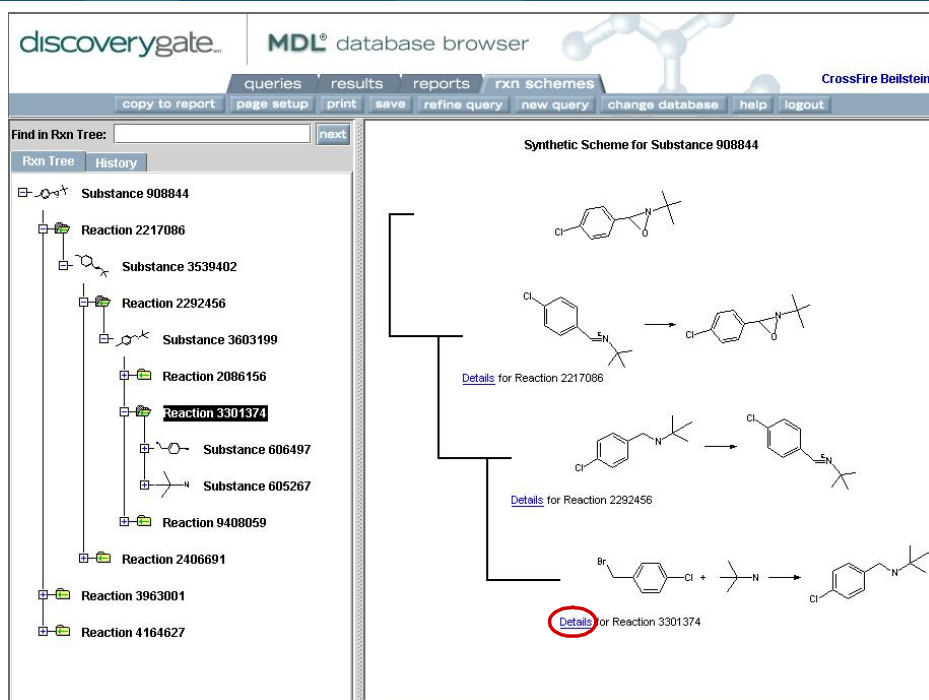 discoverygate
MDL® database browser
CrossFire Beilstein
queries results reports rxn schemes
copy to report page setup print save refine query new query change database help logout
Find in Rxn Tree: next
Rxn Tree History
Substance 908844
Reaction 2217086
Substance 3539402
Reaction 2292456
Substance 3603199
Reaction 2086156
Reaction 3301374
Substance 606497
Substance 605267
Reaction 9408059
Reaction 2406691
Reaction 3963001
Reaction 4164627
Synthetic Scheme for Substance 908844
Cl N O
Cl E N Cl N O
Details for Reaction 2217086
Cl N Cl E N
Details for Reaction 2292456
Br Cl + N Cl N
Details for Reaction 3301374